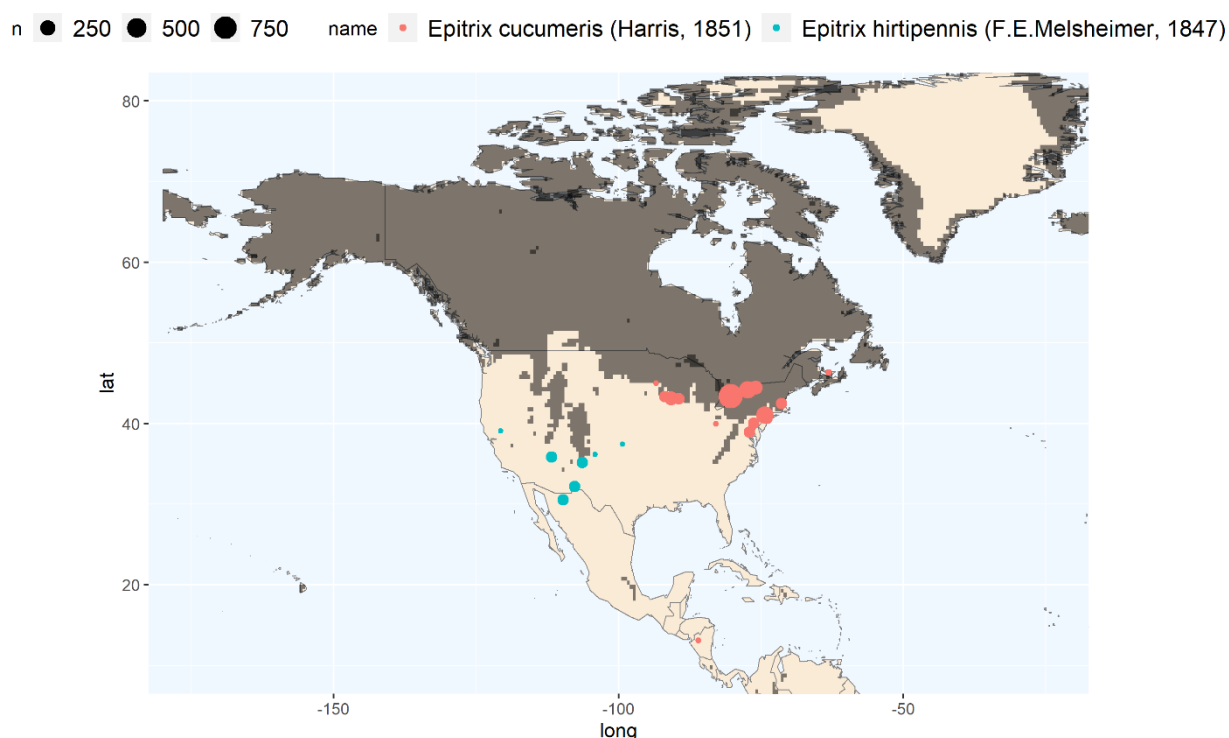 n 250 500 750 name Epitrix cucumeris (Harris, 1851) Epitrix hirtipennis (F.E.Melsheimer, 1847)
80
60
lat
40
20
-150 -100 -50
long